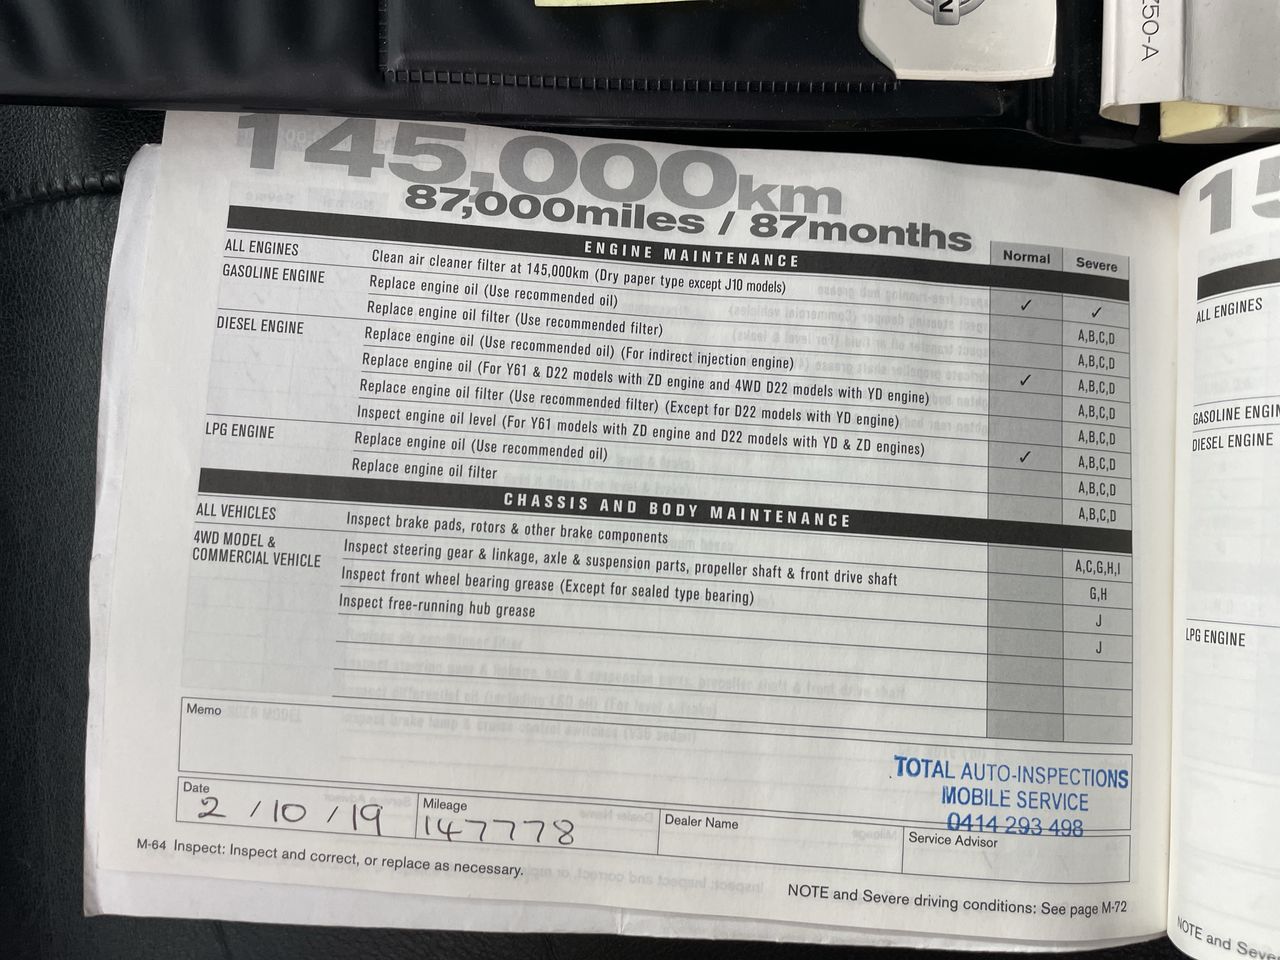 Z50-A
145,000km
87,000miles / 87months
ENGINE MAINTENANCE Normal Severe
ALL ENGINES Clean air cleaner filter at 145,000km (Dry paper type except J10 models) ✓ ✓
GASOLINE ENGINE Replace engine oil (Use recommended oil) A,B,C,D
Replace engine oil filter (Use recommended filter) A,B,C,D
DIESEL ENGINE Replace engine oil (Use recommended oil) (For indirect injection engine) ✓ A,B,C,D
Replace engine oil (For Y61 & D22 models with ZD engine and 4WD D22 models with YD engine) A,B,C,D
Replace engine oil filter (Use recommended filter) (Except for D22 models with YD engine) A,B,C,D
Inspect engine oil level (For Y61 models with ZD engine and D22 models with YD & ZD engines) ✓ A,B,C,D
LPG ENGINE Replace engine oil (Use recommended oil) A,B,C,D
Replace engine oil filter A,B,C,D
CHASSIS AND BODY MAINTENANCE
ALL VEHICLES Inspect brake pads, rotors & other brake components A,C,G,H,I
4WD MODEL & Inspect steering gear & linkage, axle & suspension parts, propeller shaft & front drive shaft G,H
COMMERCIAL VEHICLE Inspect front wheel bearing grease (Except for sealed type bearing) J
Inspect free-running hub grease J
Memo
TOTAL AUTO-INSPECTIONS
MOBILE SERVICE
0414 293 498
Date Mileage Dealer Name Service Advisor
2 / 10 / 19 147778
M-64 Inspect: Inspect and correct, or replace as necessary.
NOTE and Severe driving conditions: See page M-72
15
ALL ENGINES
GASOLINE ENGIN
DIESEL ENGINE
LPG ENGINE
NOTE and Seve